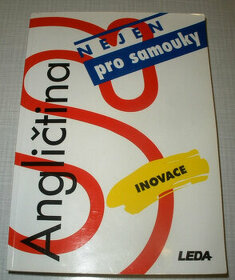 Angličtina
NEJEN
pro samouky
INOVACE
LEDA